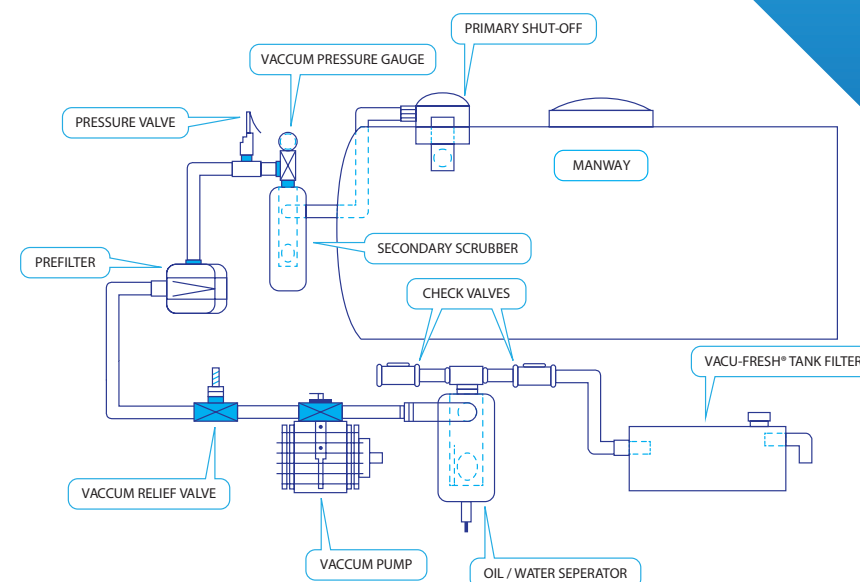 PRIMARY SHUT-OFF
VACCUM PRESSURE GAUGE
PRESSURE VALVE
MANWAY
SECONDARY SCRUBBER
PREFILTER
CHECK VALVES
VACU-FRESH® TANK FILTER
VACCUM RELIEF VALVE
VACCUM PUMP
OIL / WATER SEPERATOR